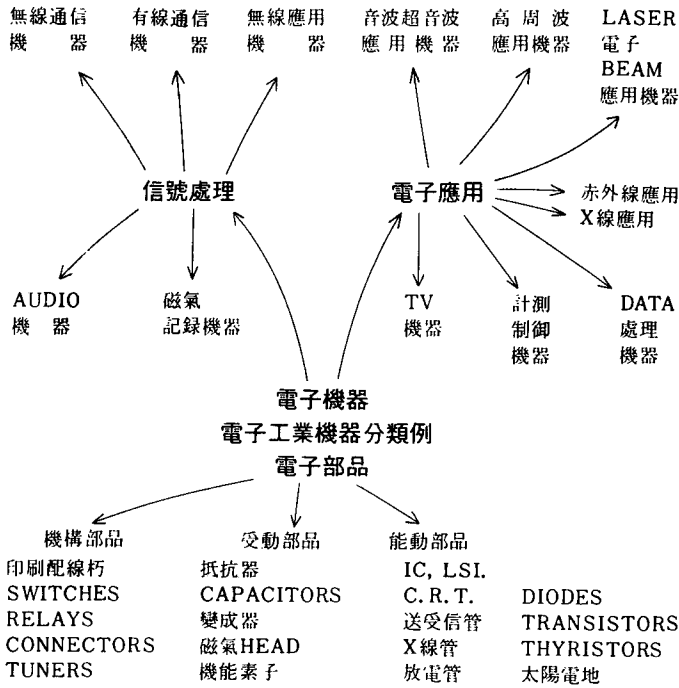 無線通信
機 器
有線通信
機 器
無線應用
機 器
音波超音波
應用機器
高周波
應用機器
LASER
電子
BEAM
應用機器
信號處理
電子應用
赤外線應用
X線應用
AUDIO
機 器
磁氣
記録機器
TV
機器
計測
制御
機器
DATA
處理
機器
電子機器
電子工業機器分類例
電子部品
機構部品
印刷配線朽
SWITCHES
RELAYS
CONNECTORS
TUNERS
受動部品
抵抗器
CAPACITORS
變成器
磁氣HEAD
機能素子
能動部品
IC, LSI.
C.R.T.
送受信管
X線管
放電管
DIODES
TRANSISTORS
THYRISTORS
太陽電地